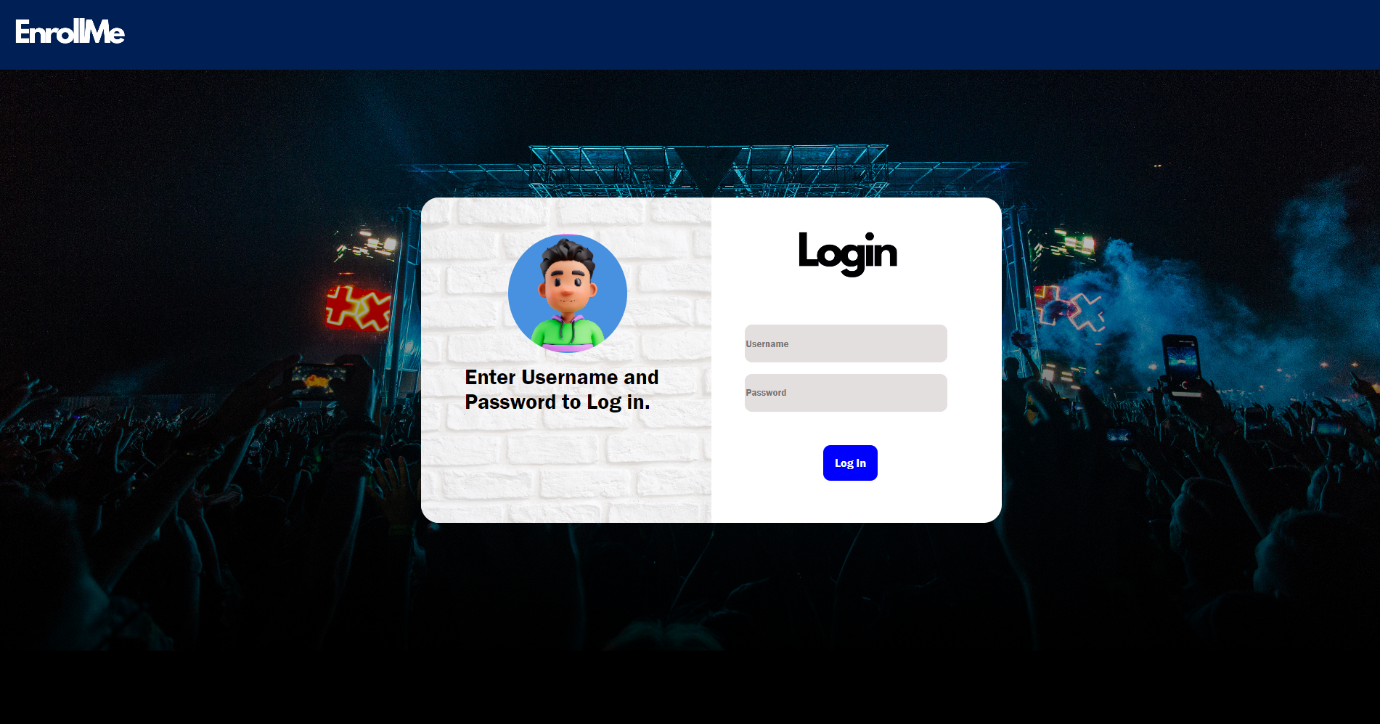 EnrollMe
Login
Enter Username and
Password to Log in.
Username
Password
Log In